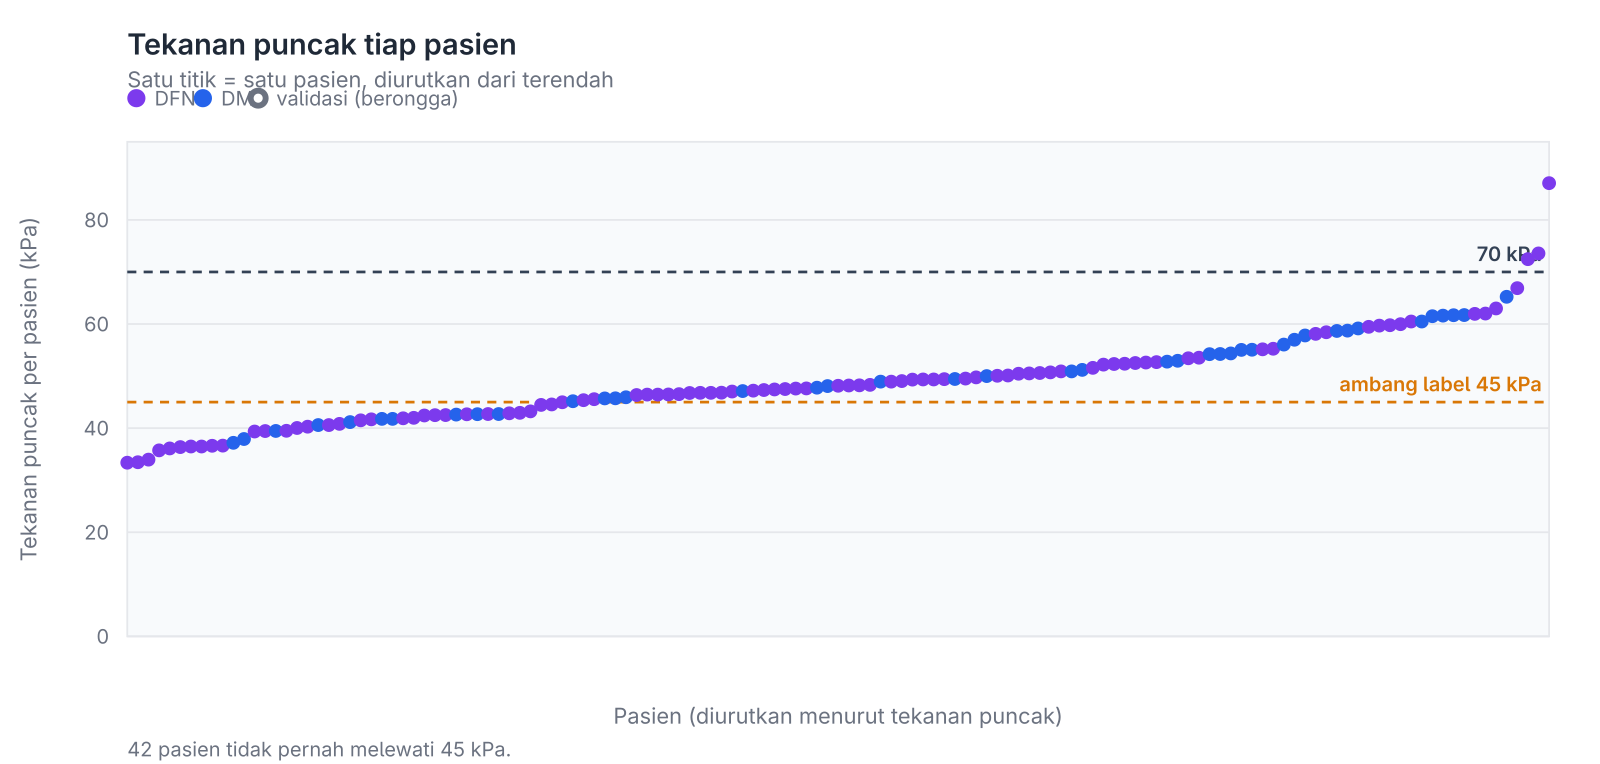 Tekanan puncak tiap pasien
Satu titik = satu pasien, diurutkan dari terendah
DFN DM validasi (berongga)
Tekanan puncak per pasien (kPa)
80
60
40
20
0
70 kPa
ambang label 45 kPa
Pasien (diurutkan menurut tekanan puncak)
42 pasien tidak pernah melewati 45 kPa.